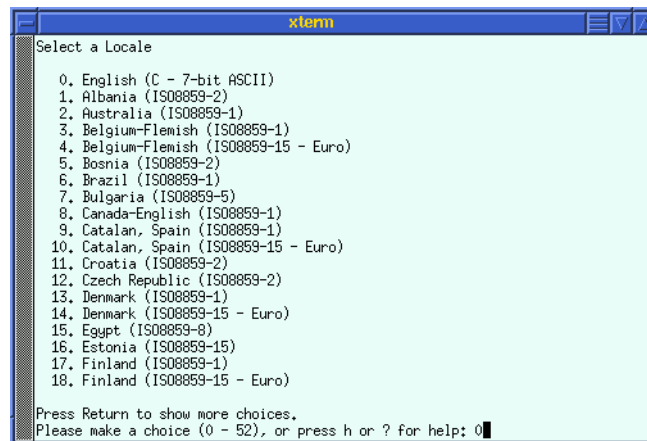 xterm
Select a Locale
0. English (C - 7-bit ASCII)
1. Albania (ISO8859-2)
2. Australia (ISO8859-1)
3. Belgium-Flemish (ISO8859-1)
4. Belgium-Flemish (ISO8859-15 - Euro)
5. Bosnia (ISO8859-2)
6. Brazil (ISO8859-1)
7. Bulgaria (ISO8859-5)
8. Canada-English (ISO8859-1)
9. Catalan, Spain (ISO8859-1)
10. Catalan, Spain (ISO8859-15 - Euro)
11. Croatia (ISO8859-2)
12. Czech Republic (ISO8859-2)
13. Denmark (ISO8859-1)
14. Denmark (ISO8859-15 - Euro)
15. Egypt (ISO8859-8)
16. Estonia (ISO8859-15)
17. Finland (ISO8859-1)
18. Finland (ISO8859-15 - Euro)
Press Return to show more choices.
Please make a choice (0 - 52), or press h or ? for help: 0